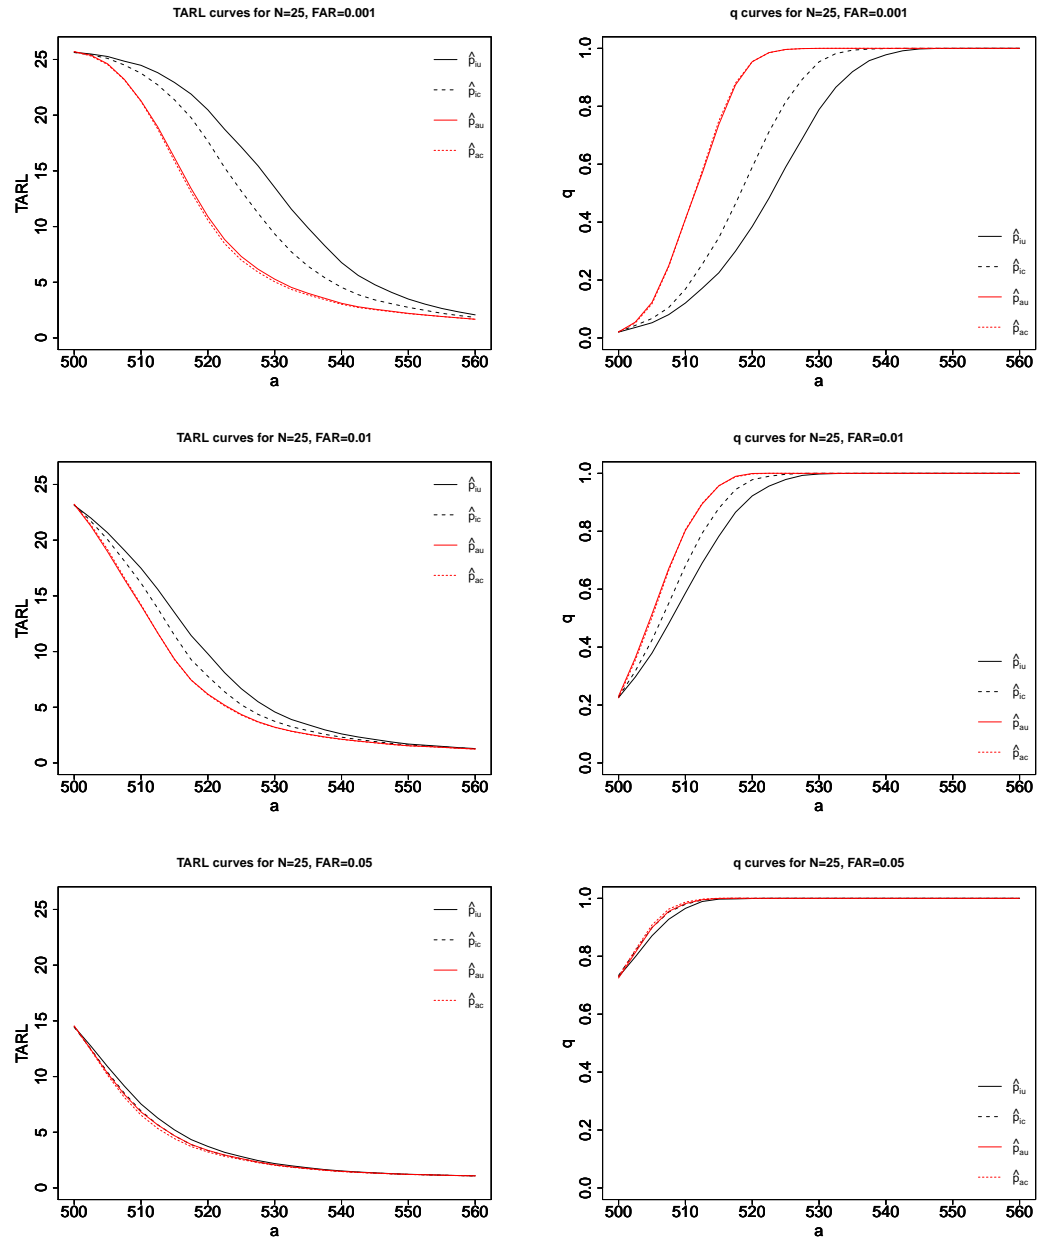 TARL curves for N=25, FAR=0.001
TARL
0 5 10 15 20 25
500 510 520 530 540 550 560
a
p̂iu
p̂ic
p̂au
p̂ac
q curves for N=25, FAR=0.001
q
0.0 0.2 0.4 0.6 0.8 1.0
500 510 520 530 540 550 560
a
p̂iu
p̂ic
p̂au
p̂ac
TARL curves for N=25, FAR=0.01
TARL
0 5 10 15 20 25
500 510 520 530 540 550 560
a
p̂iu
p̂ic
p̂au
p̂ac
q curves for N=25, FAR=0.01
q
0.0 0.2 0.4 0.6 0.8 1.0
500 510 520 530 540 550 560
a
p̂iu
p̂ic
p̂au
p̂ac
TARL curves for N=25, FAR=0.05
TARL
0 5 10 15 20 25
500 510 520 530 540 550 560
a
p̂iu
p̂ic
p̂au
p̂ac
q curves for N=25, FAR=0.05
q
0.0 0.2 0.4 0.6 0.8 1.0
500 510 520 530 540 550 560
a
p̂iu
p̂ic
p̂au
p̂ac